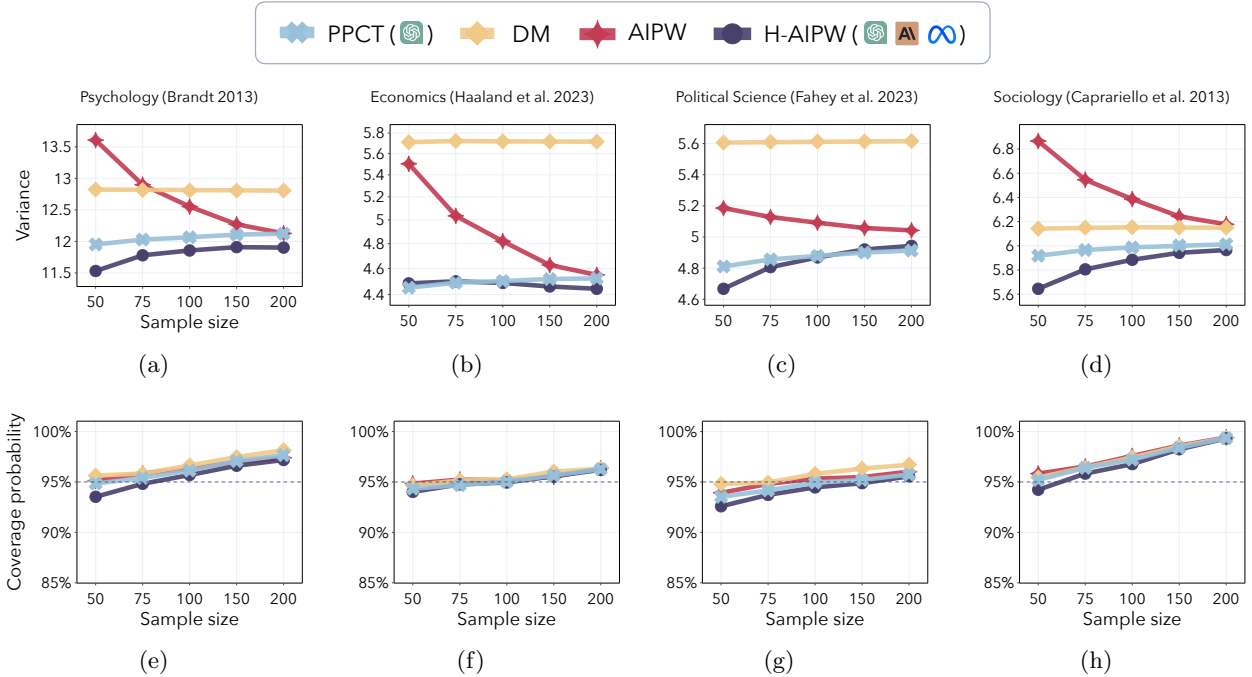 PPCT ( ) DM AIPW H-AIPW ( AI )
Psychology (Brandt 2013) Economics (Haaland et al. 2023) Political Science (Fahey et al. 2023) Sociology (Caprariello et al. 2013)
Variance
13.5
13
12.5
12
11.5
50 75 100 150 200
Sample size
(a)
5.8
5.6
5.4
5.2
5
4.8
4.6
4.4
50 75 100 150 200
Sample size
(b)
5.6
5.4
5.2
5
4.8
4.6
50 75 100 150 200
Sample size
(c)
6.8
6.6
6.4
6.2
6
5.8
5.6
50 75 100 150 200
Sample size
(d)
Coverage probability
100%
95%
90%
85%
50 75 100 150 200
Sample size
(e)
100%
95%
90%
85%
50 75 100 150 200
Sample size
(f)
100%
95%
90%
85%
50 75 100 150 200
Sample size
(g)
100%
95%
90%
85%
50 75 100 150 200
Sample size
(h)